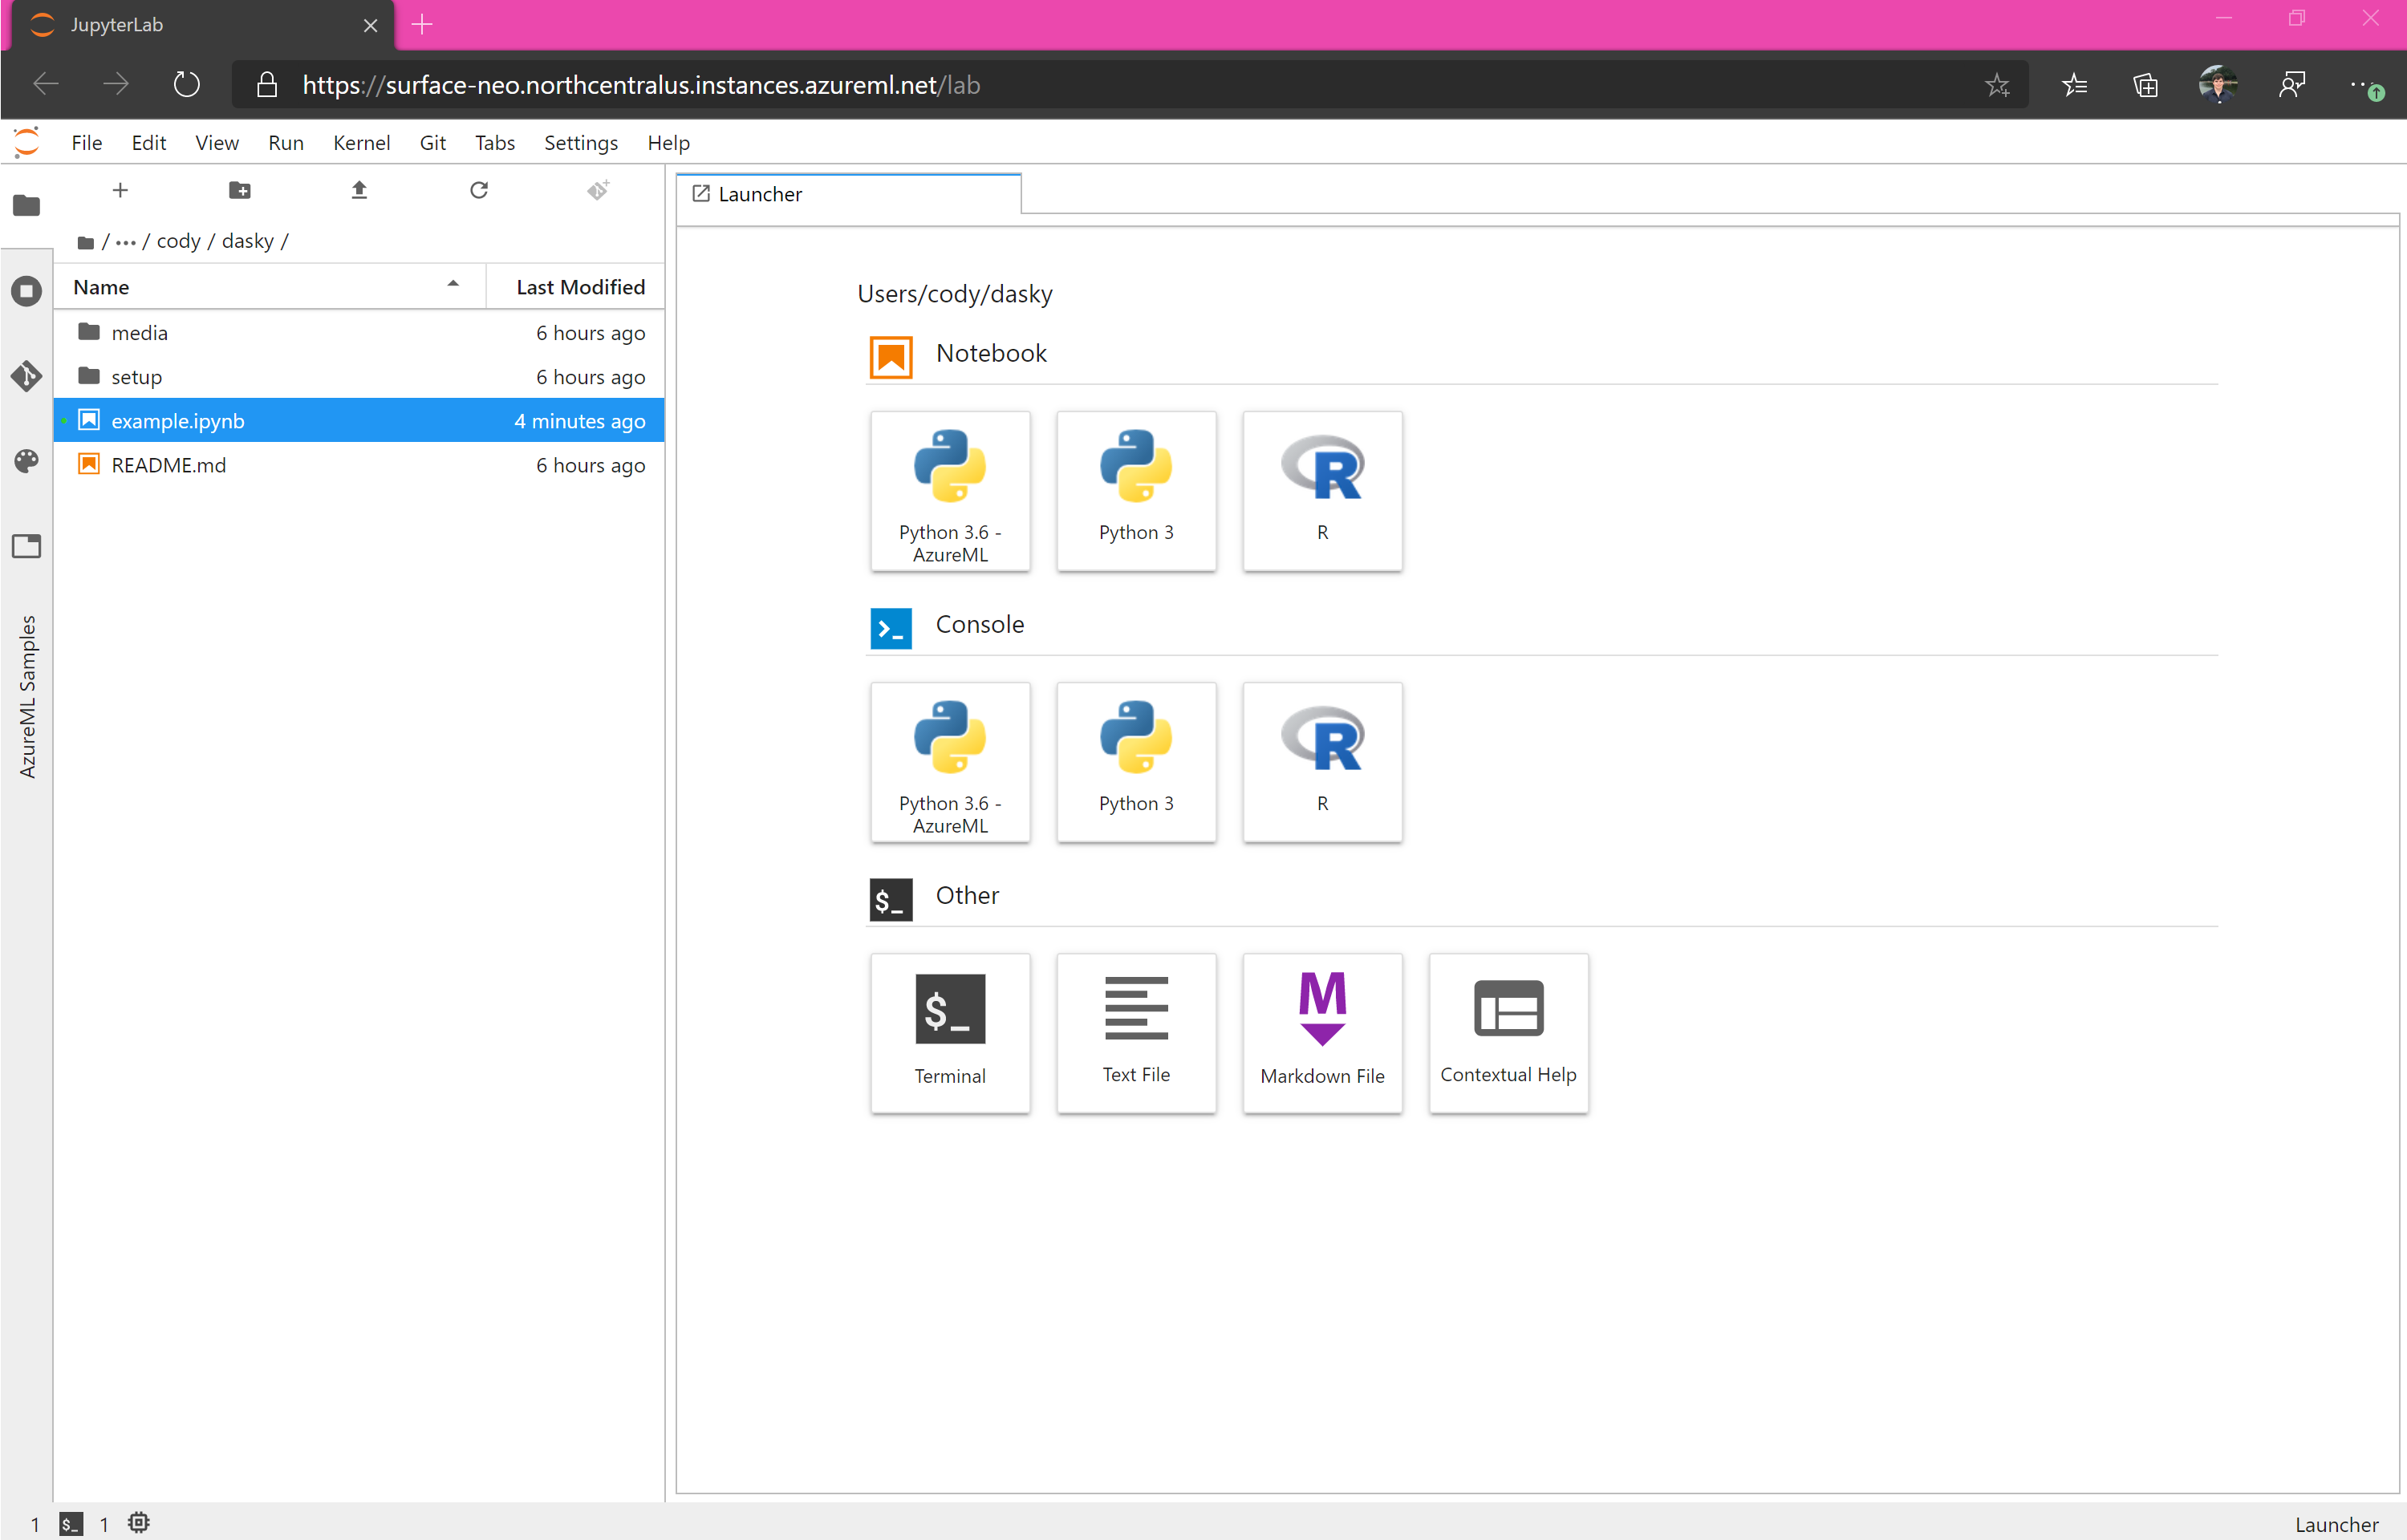 JupyterLab
https://surface-neo.northcentralus.instances.azureml.net/lab
File Edit View Run Kernel Git Tabs Settings Help
/ ••• / cody / dasky /
Name Last Modified
media 6 hours ago
setup 6 hours ago
example.ipynb 4 minutes ago
README.md 6 hours ago
AzureML Samples
Launcher
Users/cody/dasky
Notebook
Python 3.6 -
AzureML
Python 3
R
Console
Python 3.6 -
AzureML
Python 3
R
$_ Other
$_
Terminal
Text File
M
Markdown File
Contextual Help
1 $_ 1
Launcher